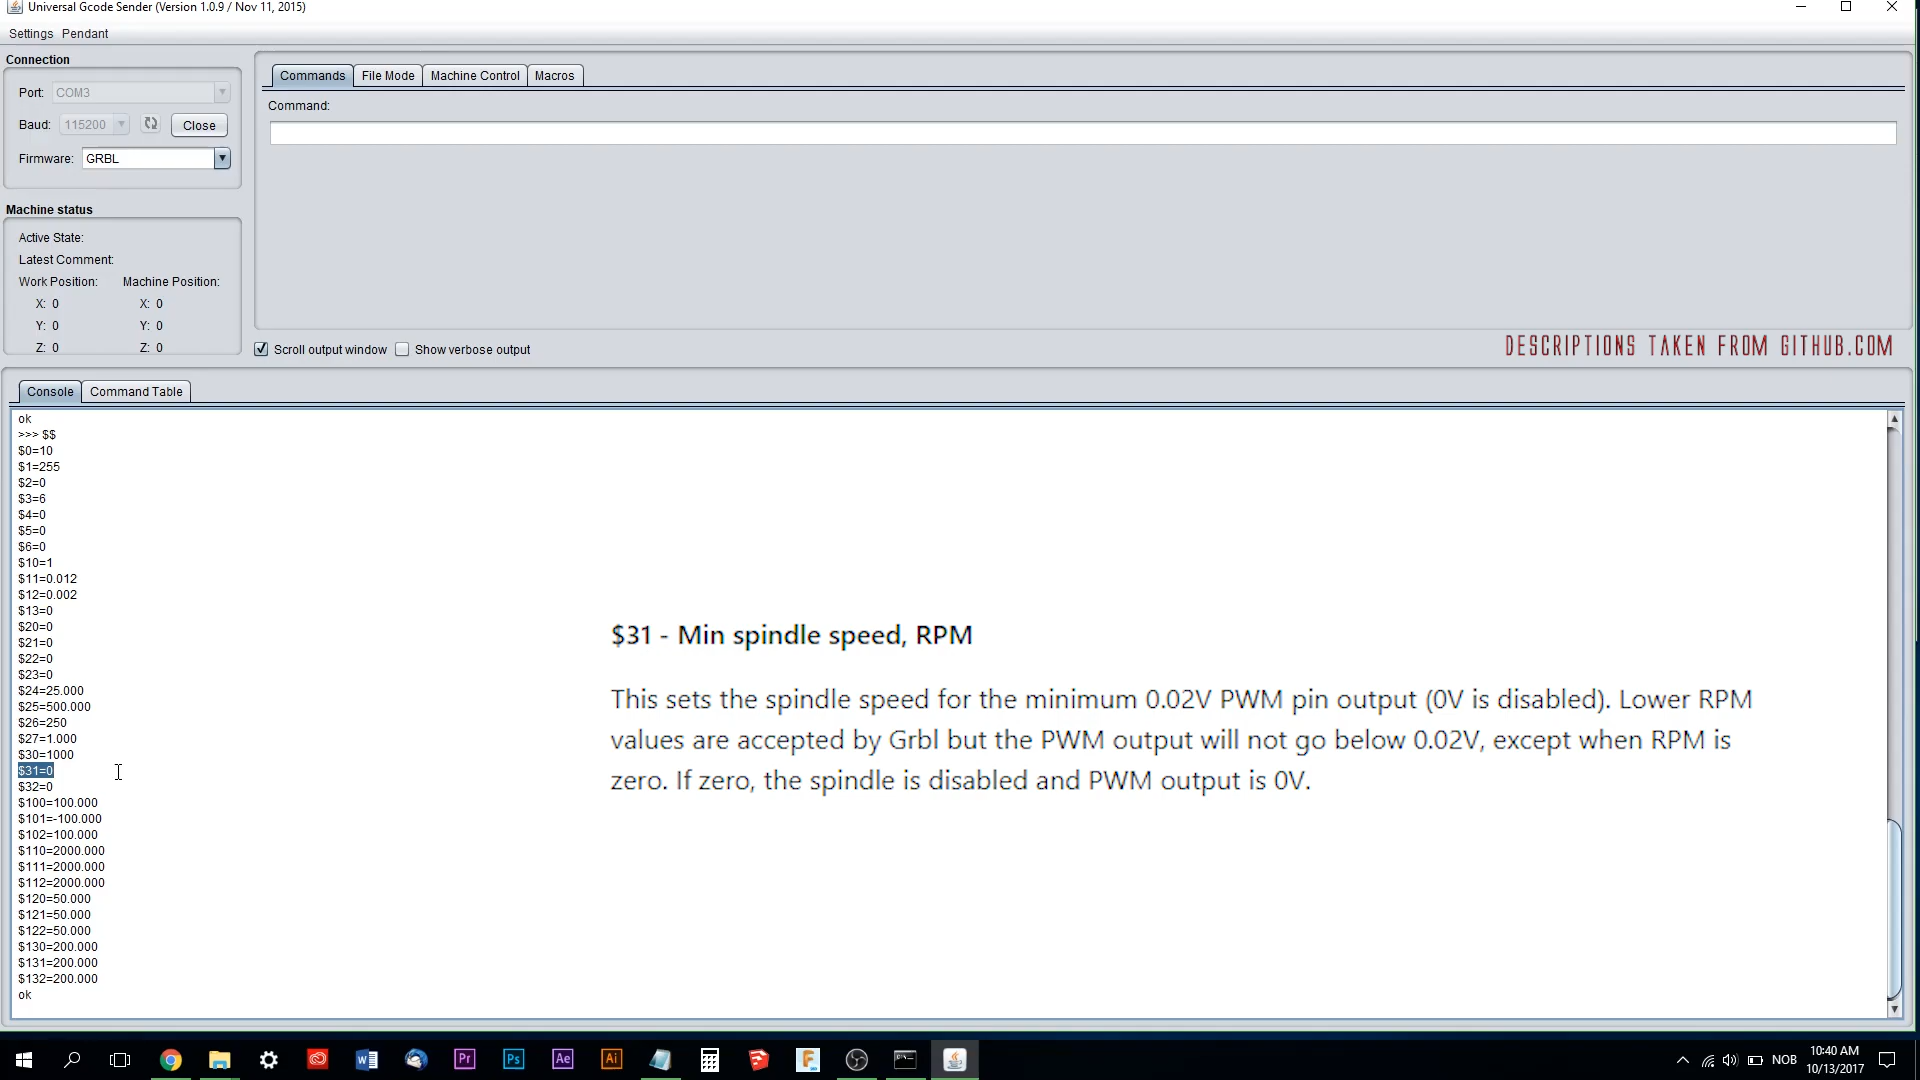 Universal Gcode Sender (Version 1.0.9 / Nov 11, 2015)
Settings Pendant
Connection
Port: COM3
Baud: 115200 Close
Firmware: GRBL
Machine status
Active State:
Latest Comment:
Work Position: Machine Position:
X: 0 X: 0
Y: 0 Y: 0
Z: 0 Z: 0
Commands File Mode Machine Control Macros
Command:
Scroll output window Show verbose output
DESCRIPTIONS TAKEN FROM GITHUB.COM
Console Command Table
ok
>>> $$
$0=10
$1=255
$2=0
$3=6
$4=0
$5=0
$6=0
$10=1
$11=0.012
$12=0.002
$13=0
$20=0
$21=0
$22=0
$23=0
$24=25.000
$25=500.000
$26=250
$27=1.000
$30=1000
$31=0
$32=0
$100=100.000
$101=-100.000
$102=100.000
$110=2000.000
$111=2000.000
$112=2000.000
$120=50.000
$121=50.000
$122=50.000
$130=200.000
$131=200.000
$132=200.000
ok
$31 - Min spindle speed, RPM
This sets the spindle speed for the minimum 0.02V PWM pin output (0V is disabled). Lower RPM
values are accepted by Grbl but the PWM output will not go below 0.02V, except when RPM is
zero. If zero, the spindle is disabled and PWM output is 0V.
Pr Ps Ae Ai
NOB
10:40 AM
10/13/2017